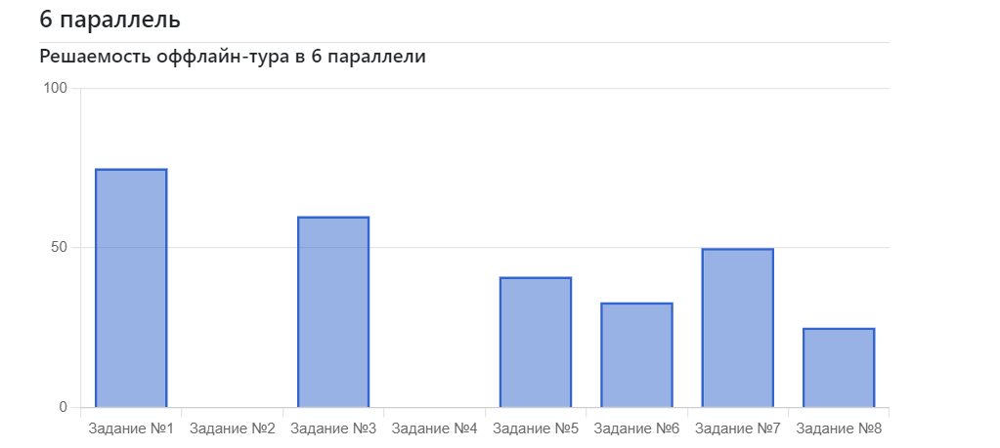 6 параллель
Решаемость оффлайн-тура в 6 параллели
100
50
0
Задание №1 Задание №2 Задание №3 Задание №4 Задание №5 Задание №6 Задание №7 Задание №8